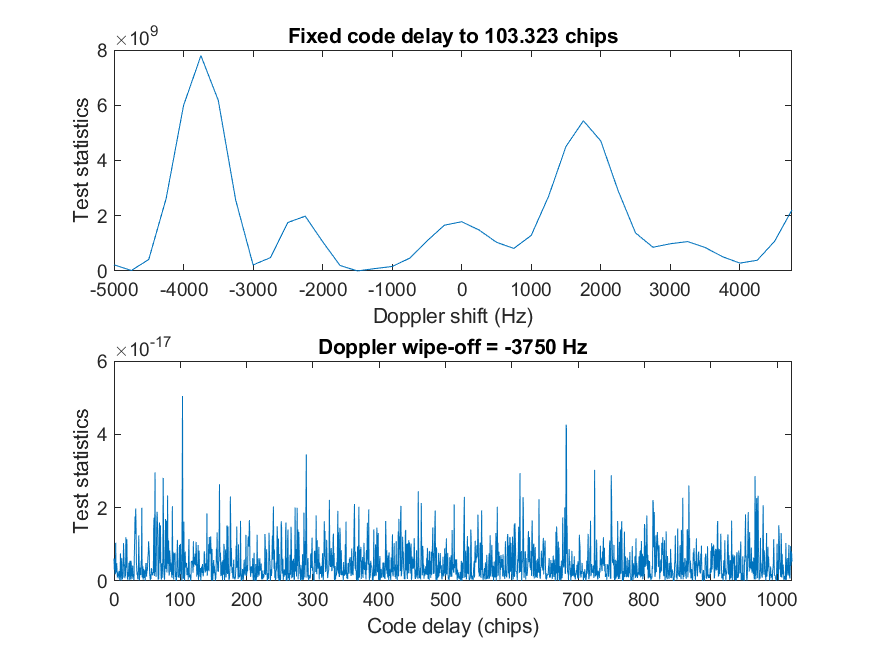 ×10^9
Fixed code delay to 103.323 chips
8
6
4
2
0
Test statistics
-5000 -4000 -3000 -2000 -1000 0 1000 2000 3000 4000
Doppler shift (Hz)
×10^-17
Doppler wipe-off = -3750 Hz
6
4
2
0
Test statistics
0 100 200 300 400 500 600 700 800 900 1000
Code delay (chips)